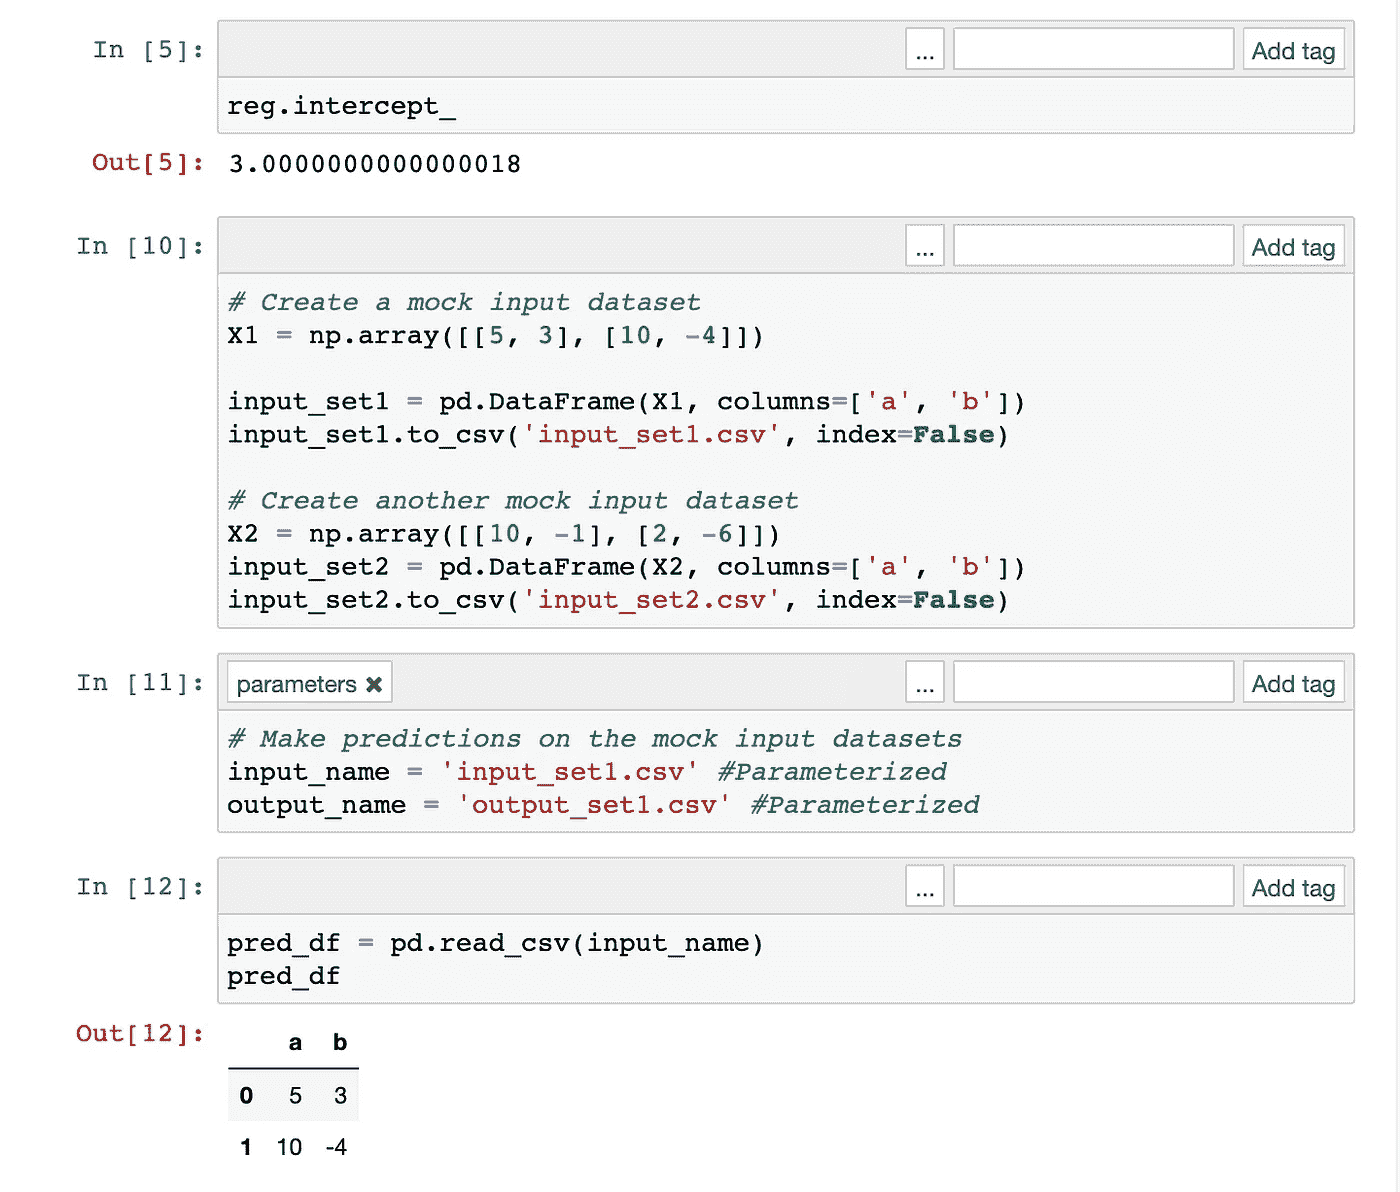 In [5]:
... Add tag
reg.intercept_
Out[5]: 3.0000000000000018
In [10]:
... Add tag
# Create a mock input dataset
X1 = np.array([[5, 3], [10, -4]])
input_set1 = pd.DataFrame(X1, columns=['a', 'b'])
input_set1.to_csv('input_set1.csv', index=False)
# Create another mock input dataset
X2 = np.array([[10, -1], [2, -6]])
input_set2 = pd.DataFrame(X2, columns=['a', 'b'])
input_set2.to_csv('input_set2.csv', index=False)
In [11]:
parameters ✖ ... Add tag
# Make predictions on the mock input datasets
input_name = 'input_set1.csv' #Parameterized
output_name = 'output_set1.csv' #Parameterized
In [12]:
... Add tag
pred_df = pd.read_csv(input_name)
pred_df
Out[12]:
a b
0 5 3
1 10 -4